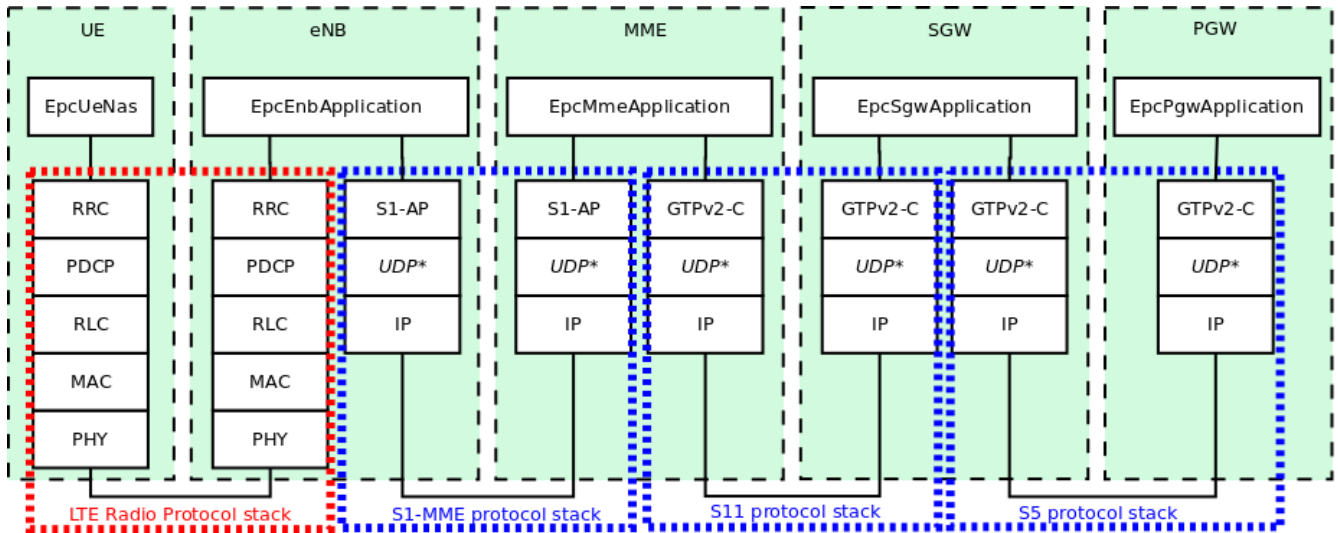 UE
eNB
MME
SGW
PGW
EpcUeNas
EpcEnbApplication
EpcMmeApplication
EpcSgwApplication
EpcPgwApplication
RRC
RRC
S1-AP
S1-AP
GTPv2-C
GTPv2-C
GTPv2-C
GTPv2-C
PDCP
PDCP
UDP*
UDP*
UDP*
UDP*
UDP*
UDP*
RLC
RLC
IP
IP
IP
IP
IP
IP
MAC
MAC
PHY
PHY
LTE Radio Protocol stack
S1-MME protocol stack
S11 protocol stack
S5 protocol stack